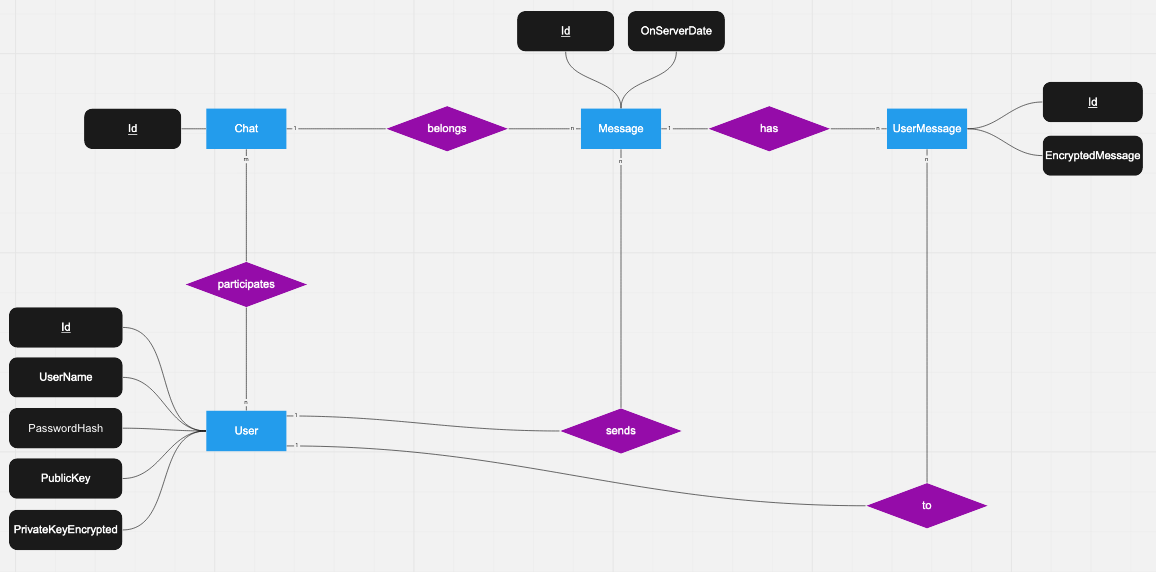 Id
OnServerDate
Id
Id
Chat
1
belongs
n
Message
1
has
n
UserMessage
EncryptedMessage
m
n
n
participates
Id
UserName
n
PasswordHash
User
1
1
sends
PublicKey
to
PrivateKeyEncrypted